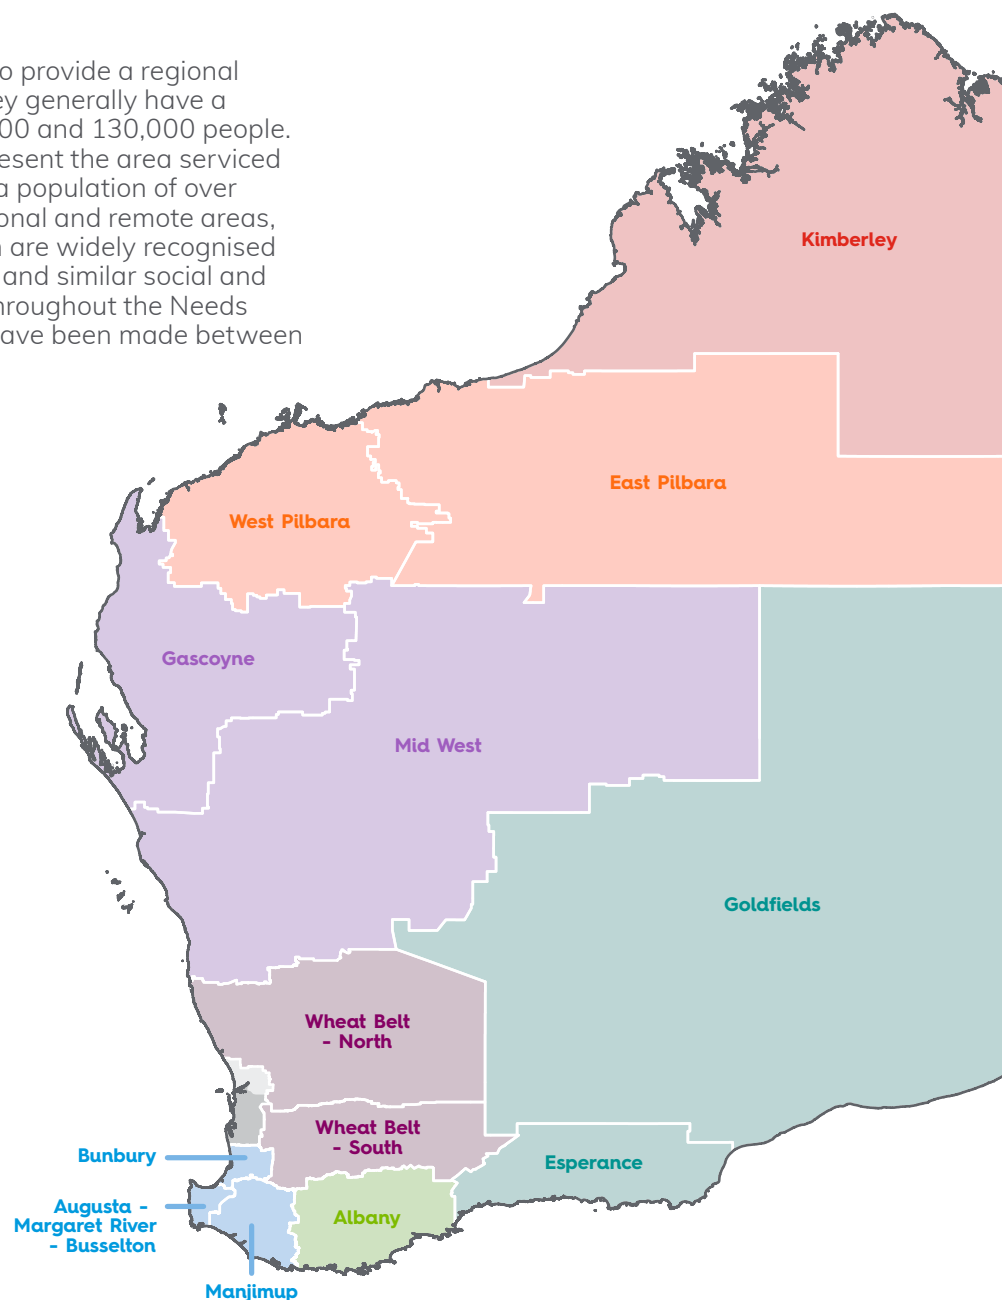 o provide a regional
ey generally have a
00 and 130,000 people.
esent the area serviced
a population of over
onal and remote areas,
n are widely recognised
and similar social and
hroughout the Needs
ave been made between
Kimberley
East Pilbara
West Pilbara
Gascoyne
Mid West
Goldfields
Wheat Belt
- North
Wheat Belt
- South
Bunbury
Esperance
Augusta -
Margaret River
- Busselton
Albany
Manjimup